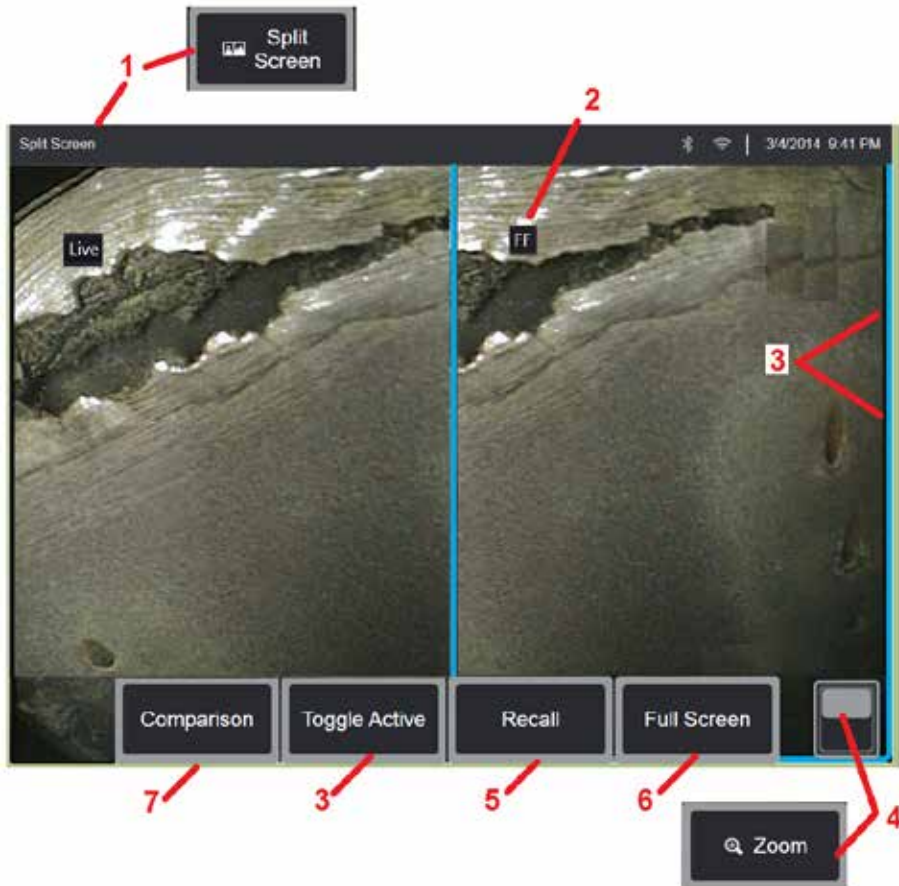 Split
Screen
1
2
Split Screen
3/4/2014 9:41 PM
Live
FF
3
Comparison
Toggle Active
Recall
Full Screen
7
3
5
6
4
Zoom